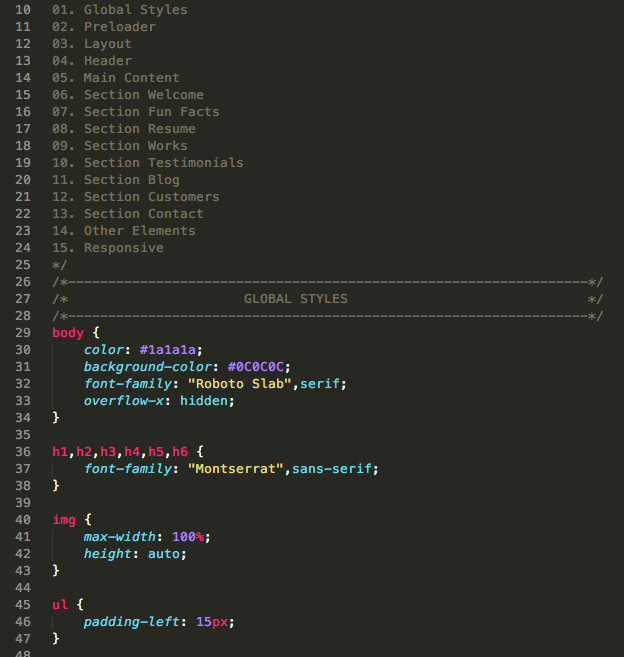 10 01. Global Styles
11 02. Preloader
12 03. Layout
13 04. Header
14 05. Main Content
15 06. Section Welcome
16 07. Section Fun Facts
17 08. Section Resume
18 09. Section Works
19 10. Section Testimonials
20 11. Section Blog
21 12. Section Customers
22 13. Section Contact
23 14. Other Elements
24 15. Responsive
25 */
26 /*-----------------------------------------------------------------*/
27 /*                      GLOBAL STYLES                              */
28 /*-----------------------------------------------------------------*/
29 body {
30     color: #1a1a1a;
31     background-color: #0C0C0C;
32     font-family: "Roboto Slab",serif;
33     overflow-x: hidden;
34 }
35
36 h1,h2,h3,h4,h5,h6 {
37     font-family: "Montserrat",sans-serif;
38 }
39
40 img {
41     max-width: 100%;
42     height: auto;
43 }
44
45 ul {
46     padding-left: 15px;
47 }
48